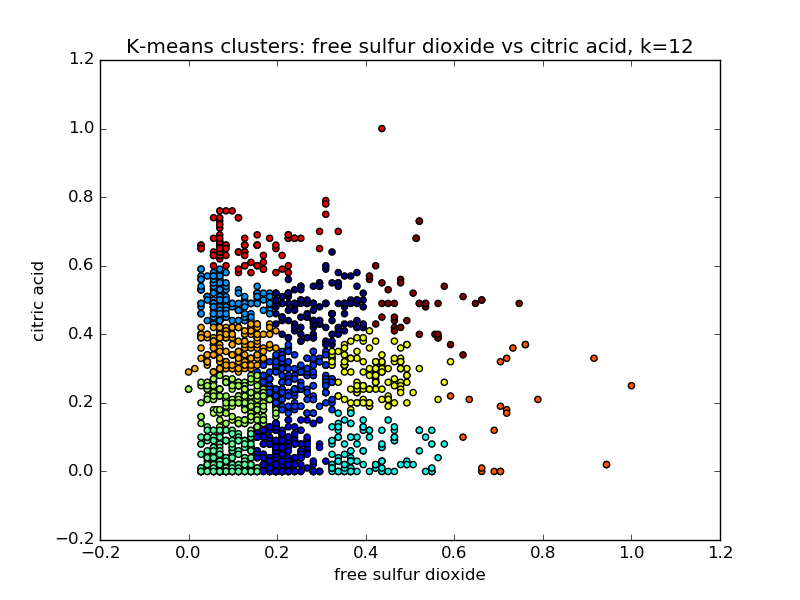 K-means clusters: free sulfur dioxide vs citric acid, k=12
1.2
1.0
0.8
0.6
0.4
0.2
0.0
−0.2
citric acid
−0.2 0.0 0.2 0.4 0.6 0.8 1.0 1.2
free sulfur dioxide